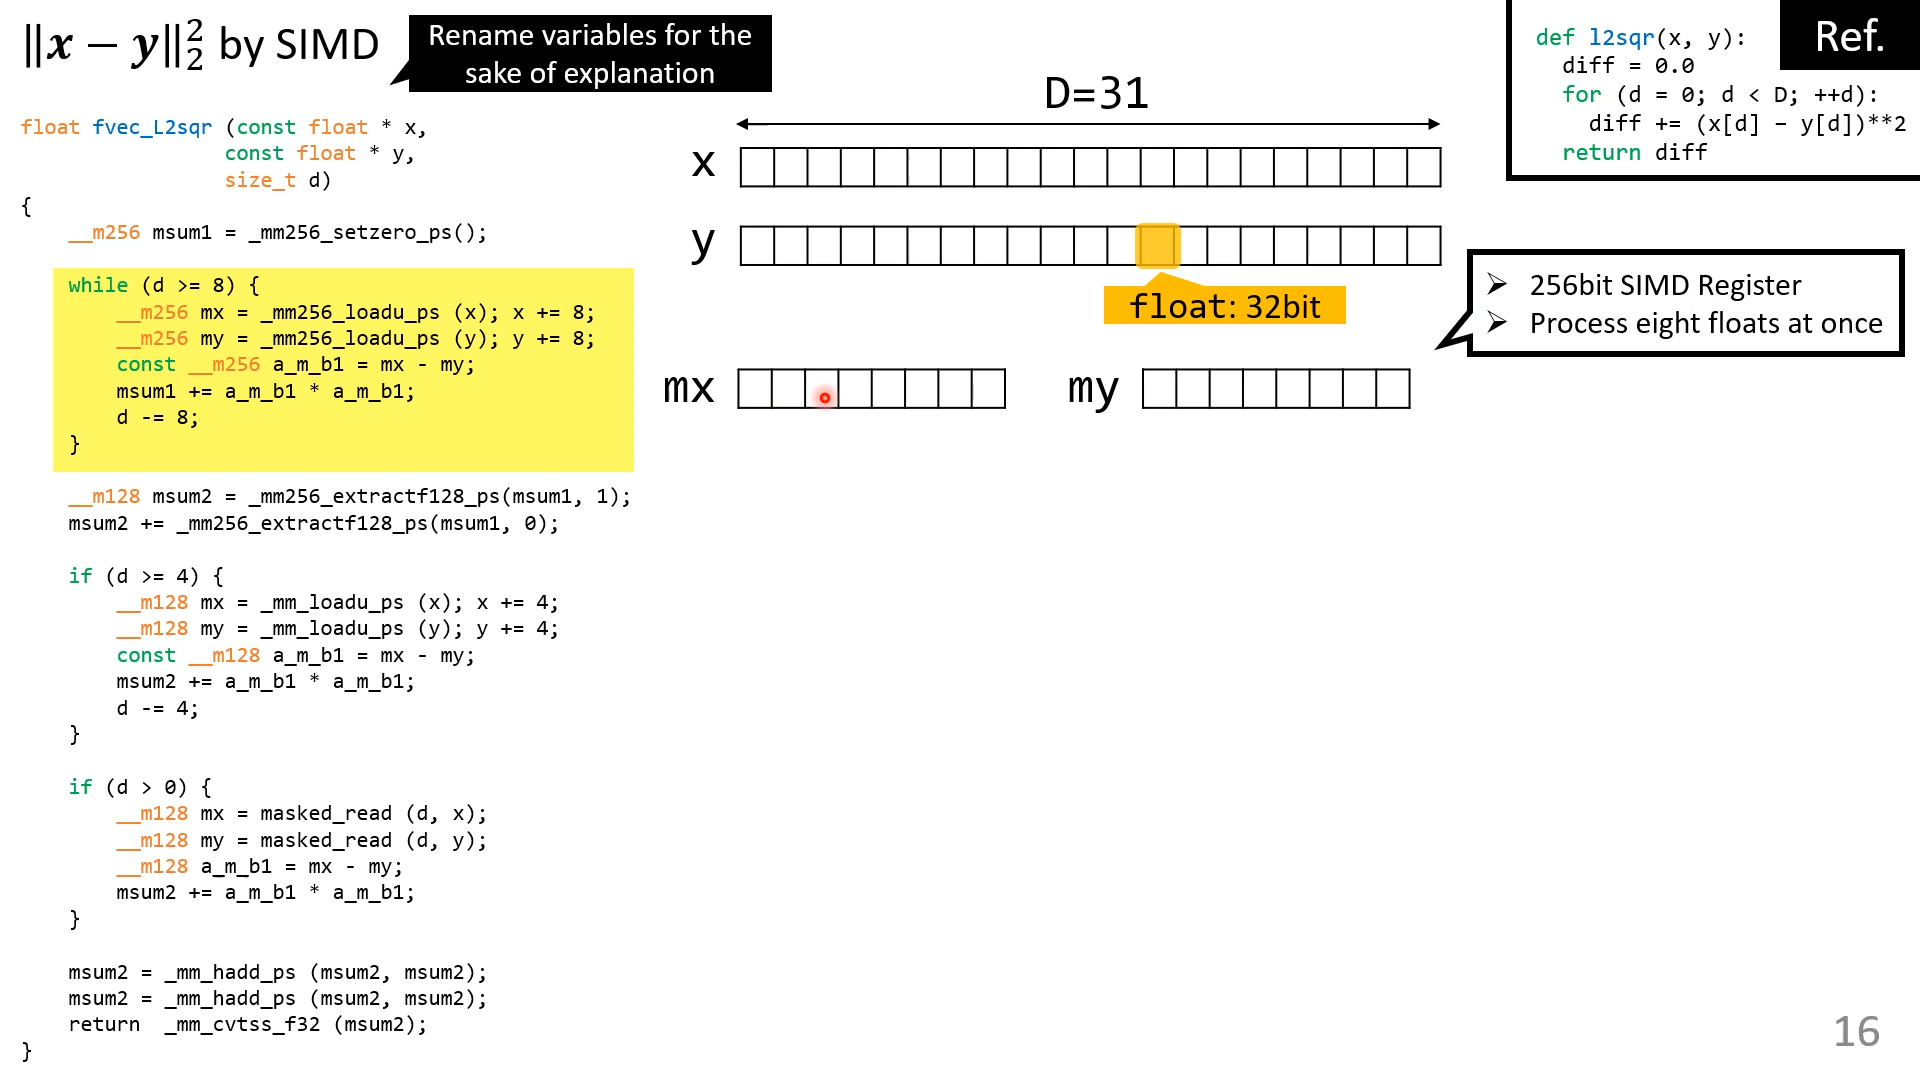 ‖𝒙 − 𝒚‖₂² by SIMD
Rename variables for the
sake of explanation
float fvec_L2sqr (const float * x,
                 const float * y,
                 size_t d)
{
    __m256 msum1 = _mm256_setzero_ps();
    while (d >= 8) {
        __m256 mx = _mm256_loadu_ps (x); x += 8;
        __m256 my = _mm256_loadu_ps (y); y += 8;
        const __m256 a_m_b1 = mx - my;
        msum1 += a_m_b1 * a_m_b1;
        d -= 8;
    }
    __m128 msum2 = _mm256_extractf128_ps(msum1, 1);
    msum2 += _mm256_extractf128_ps(msum1, 0);
    if (d >= 4) {
        __m128 mx = _mm_loadu_ps (x); x += 4;
        __m128 my = _mm_loadu_ps (y); y += 4;
        const __m128 a_m_b1 = mx - my;
        msum2 += a_m_b1 * a_m_b1;
        d -= 4;
    }
    if (d > 0) {
        __m128 mx = masked_read (d, x);
        __m128 my = masked_read (d, y);
        __m128 a_m_b1 = mx - my;
        msum2 += a_m_b1 * a_m_b1;
    }
    msum2 = _mm_hadd_ps (msum2, msum2);
    msum2 = _mm_hadd_ps (msum2, msum2);
    return  _mm_cvtss_f32 (msum2);
}
D=31
x
y
float: 32bit
mx
my
Ref.
def l2sqr(x, y):
  diff = 0.0
  for (d = 0; d < D; ++d):
    diff += (x[d] − y[d])**2
  return diff
➢ 256bit SIMD Register
➢ Process eight floats at once
16